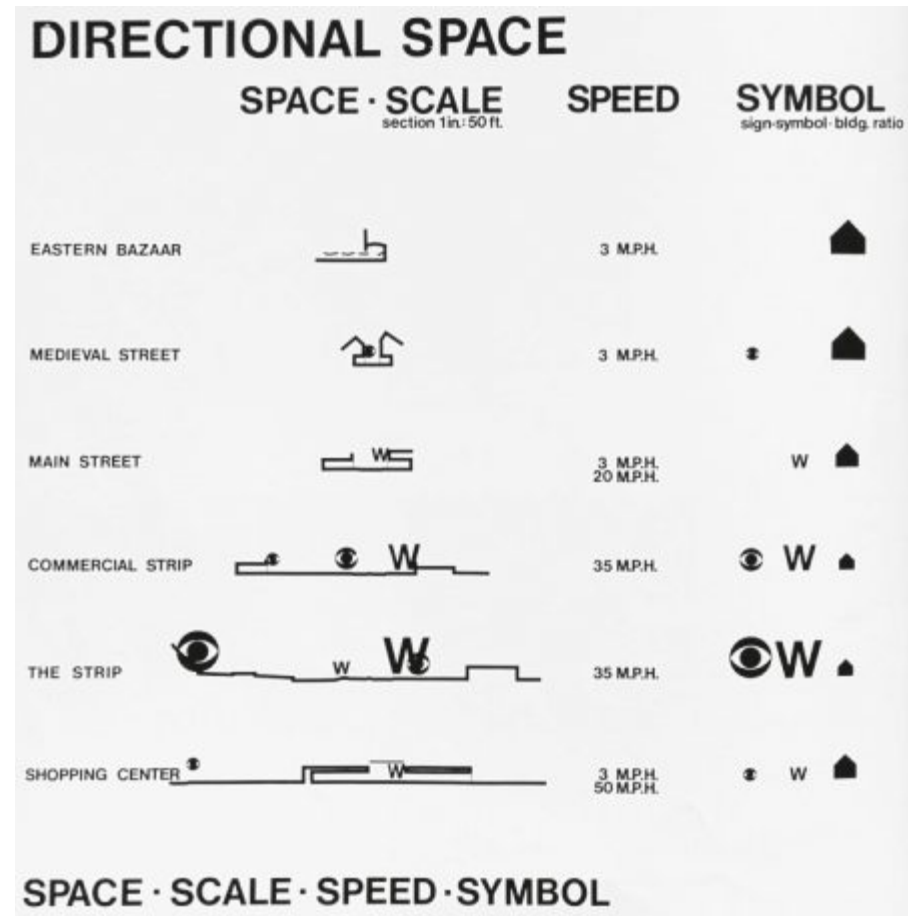 DIRECTIONAL SPACE
SPACE · SCALE SPEED SYMBOL
section 1in.: 50 ft. sign-symbol-bldg. ratio
EASTERN BAZAAR 3 M.P.H.
MEDIEVAL STREET 3 M.P.H.
MAIN STREET W 3 M.P.H. W
20 M.P.H.
COMMERCIAL STRIP W 35 M.P.H. W
THE STRIP W W 35 M.P.H. W
SHOPPING CENTER W 3 M.P.H. W
50 M.P.H.
SPACE · SCALE · SPEED · SYMBOL